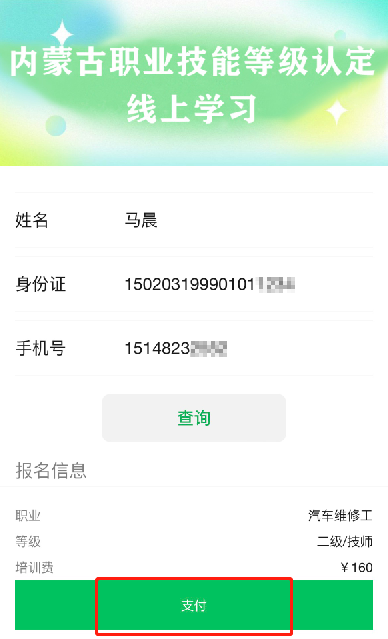 内蒙古职业技能等级认定
线上学习
姓名 马晨
身份证 15020319990101
手机号 1514823
查询
报名信息
职业 汽车维修工
等级 二级/技师
培训费 ￥160
支付